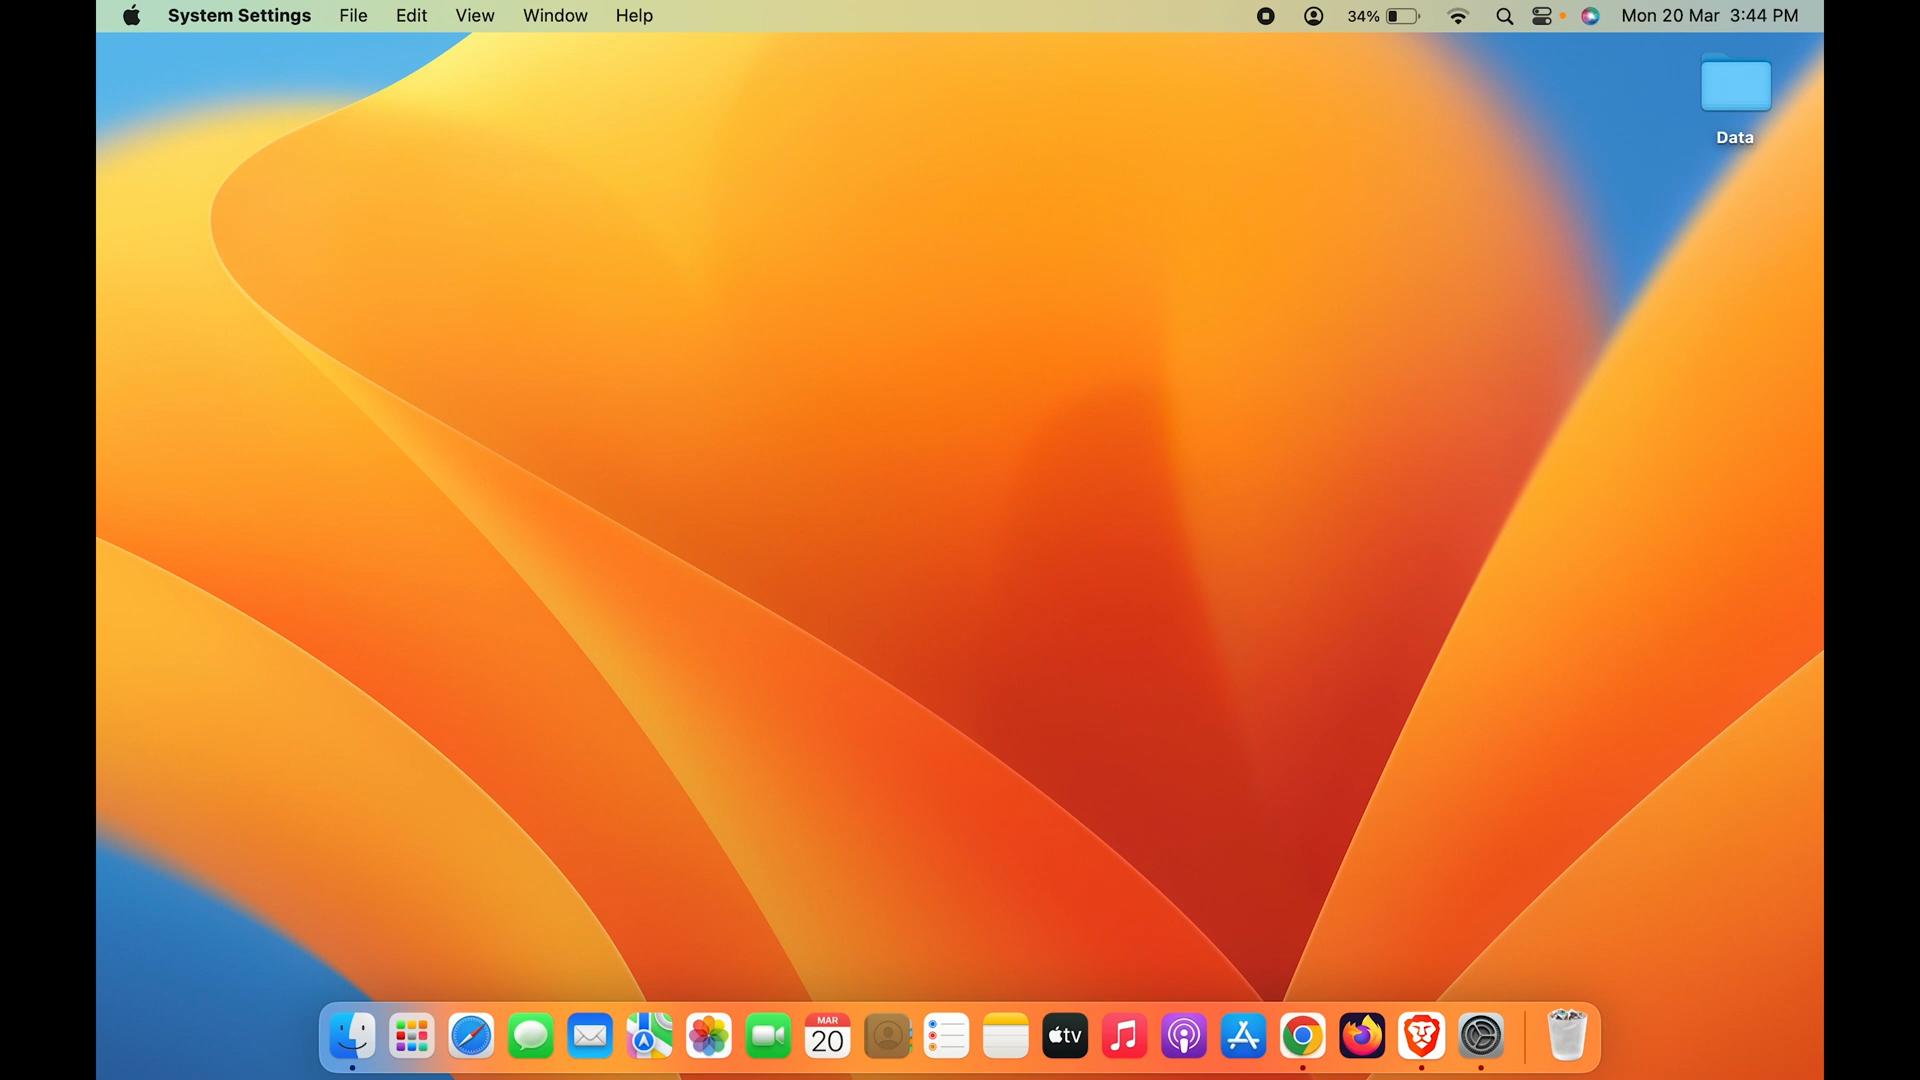 System Settings File Edit View Window Help 34% Mon 20 Mar 3:44 PM
Data
MAR
20
tv